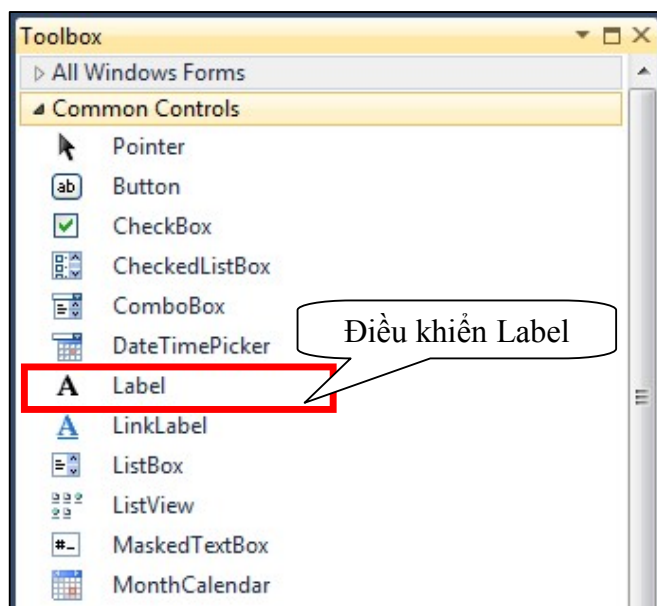 Toolbox
All Windows Forms
Common Controls
Pointer
ab Button
CheckBox
CheckedListBox
ComboBox
Điều khiển Label
DateTimePicker
A Label
A LinkLabel
ListBox
ListView
#_ MaskedTextBox
MonthCalendar